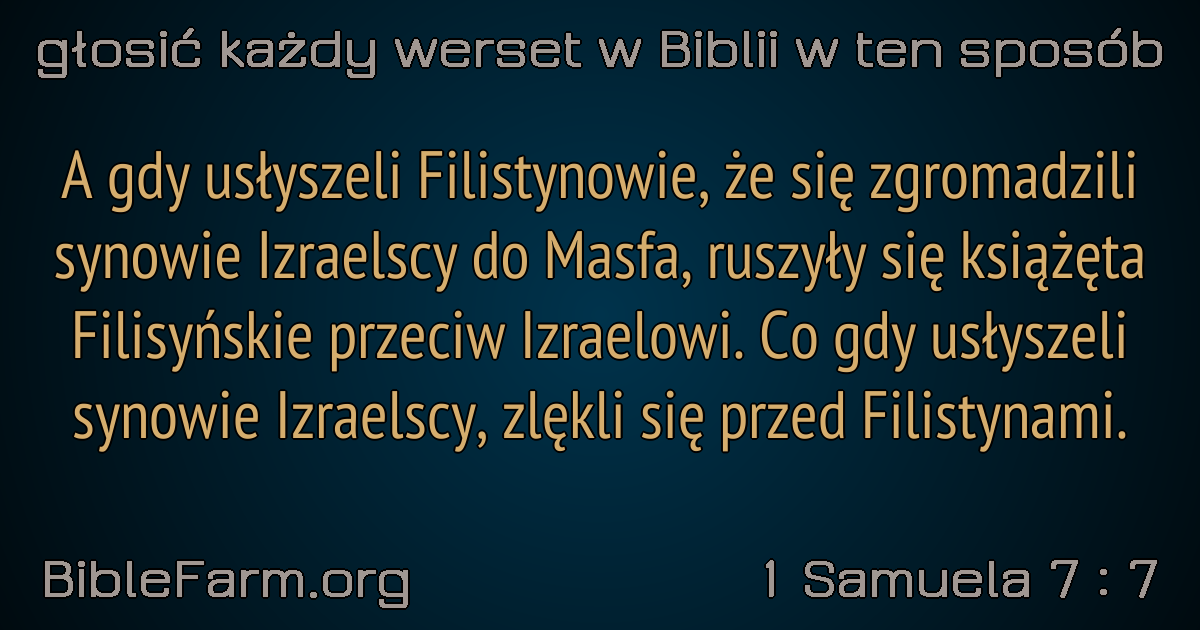 głosić każdy werset w Biblii w ten sposób
A gdy usłyszeli Filistynowie, że się zgromadzili
synowie Izraelscy do Masfa, ruszyły się książęta
Filisyńskie przeciw Izraelowi. Co gdy usłyszeli
synowie Izraelscy, zlękli się przed Filistynami.
BibleFarm.org
1 Samuela 7 : 7